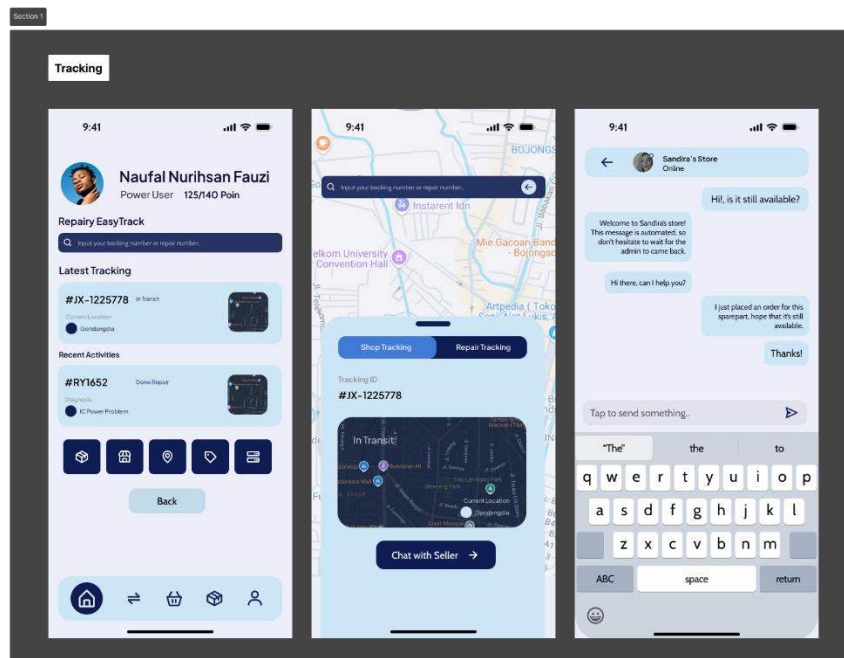 Section 1
Tracking
9:41
Naufal Nurihsan Fauzi
Power User 125/140 Poin
Repairy EasyTrack
Input your tracking number or repair number.
Latest Tracking
#JX-1225778 In Transit
Current Location
Gondangdia
Recent Activities
#RY1652 Done Repair
Diagnosis
IC Power Problem
Back
9:41
BOJONGS
Input your tracking number or repair number.
Instarent Idn
Mie Gacoan Band
- Bojongso
elkom University
Convention Hall
Artpedia (Toko
Shop Tracking
Repair Tracking
Tracking ID
#JX-1225778
In Transit
Current Location
Gondangdia
Chat with Seller
9:41
Sandira's Store
Online
Hi!, is it still available?
Welcome to Sandira's store!
This message is automated, so
don't hesitate to wait for the
admin to came back.
Hi there, can I help you?
I just placed an order for this
sparepart, hope that it's still
available.
Thanks!
Tap to send something..
"The" the to
q w e r t y u i o p
a s d f g h j k l
z x c v b n m
ABC space return